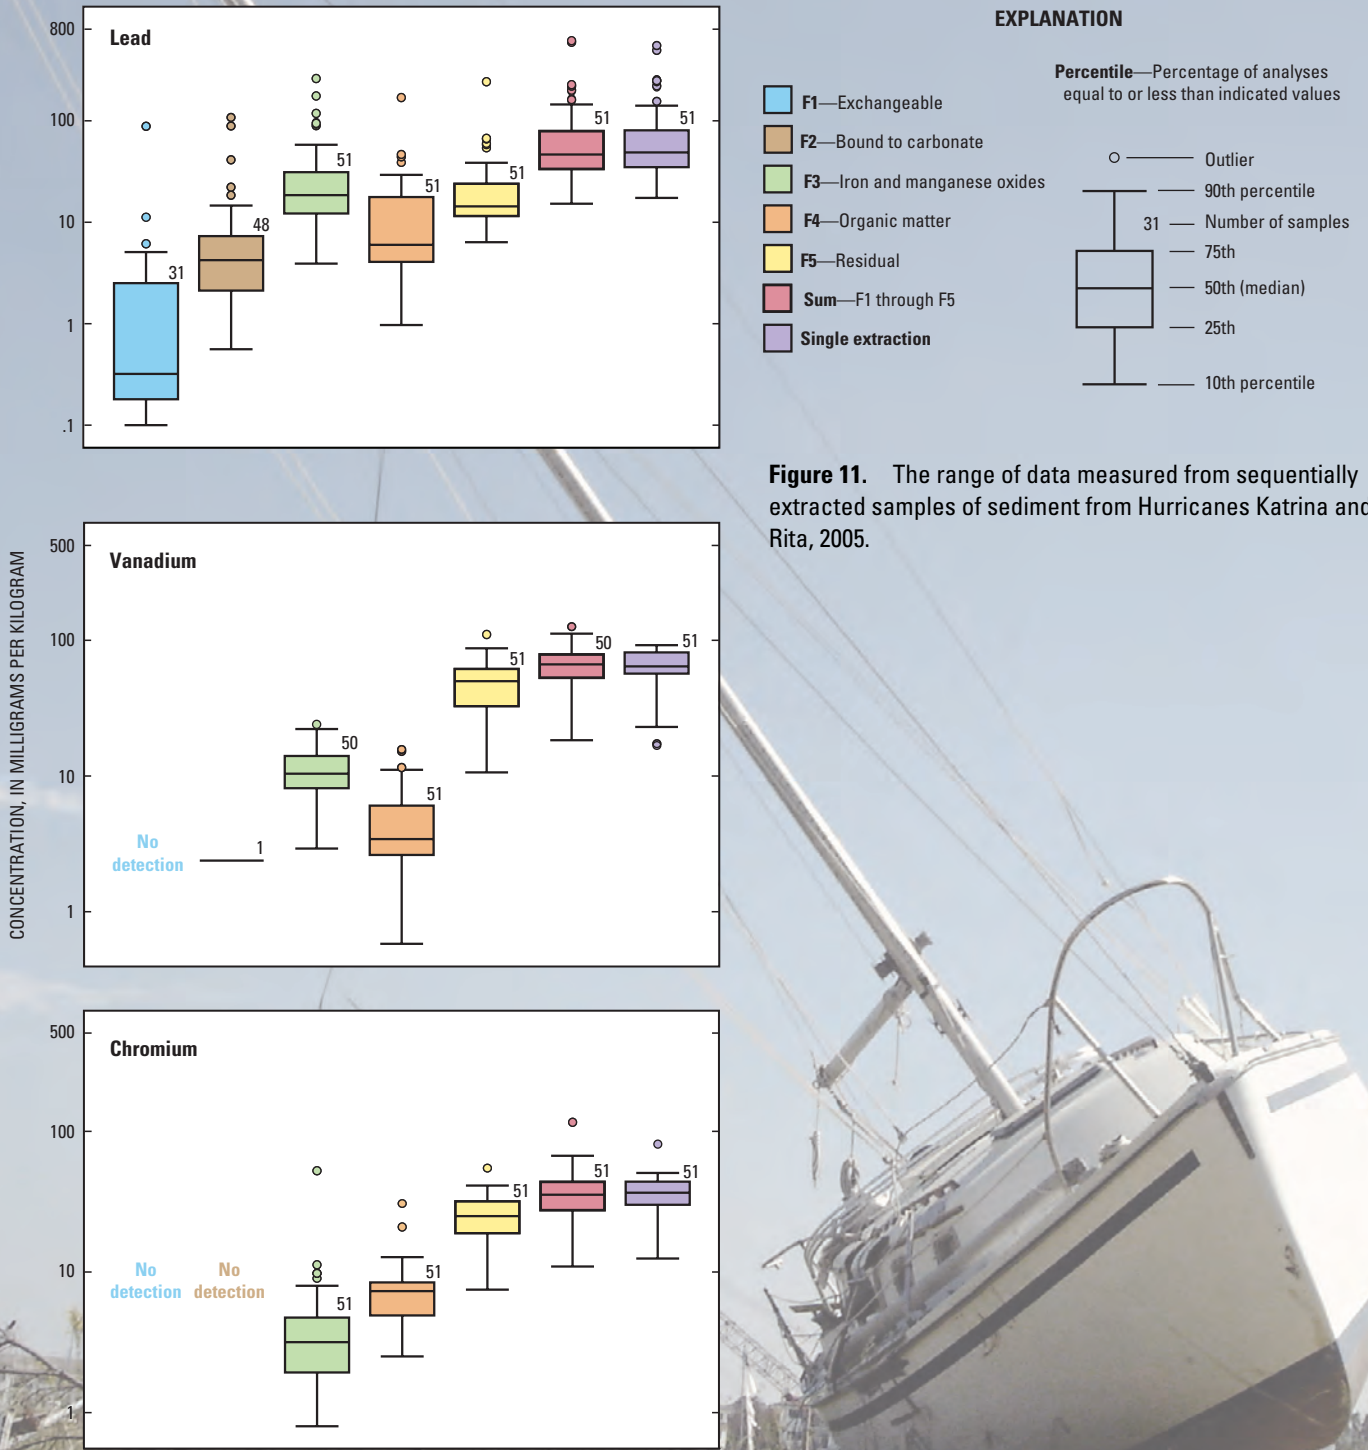 EXPLANATION
Percentile—Percentage of analyses
equal to or less than indicated values
F1—Exchangeable
F2—Bound to carbonate
F3—Iron and manganese oxides
F4—Organic matter
F5—Residual
Sum—F1 through F5
Single extraction
Outlier
90th percentile
31
Number of samples
75th
50th (median)
25th
10th percentile
Figure 11. The range of data measured from sequentially
extracted samples of sediment from Hurricanes Katrina and
Rita, 2005.
CONCENTRATION, IN MILLIGRAMS PER KILOGRAM
Lead
800
100
10
1
.1
31
48
51
51
51
51
51
Vanadium
500
100
10
1
No
detection
1
50
51
51
50
51
Chromium
500
100
10
1
No
detection
No
detection
51
51
51
51
51